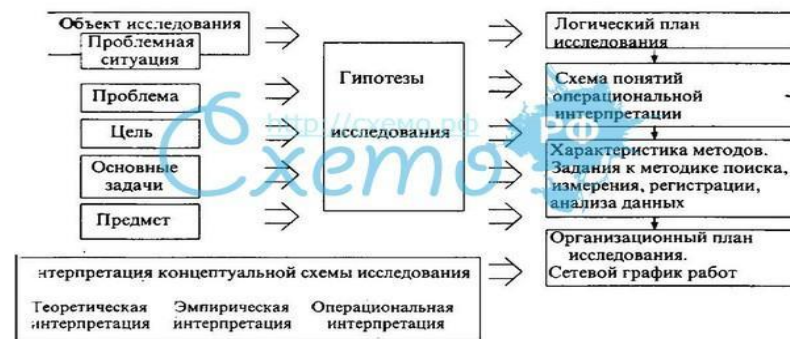 Объект исследования
Проблемная
ситуация
Проблема
Цель
Основные
задачи
Предмет
Гипотезы
исследования
Логический план
исследования
Схема понятий
операциональной
интерпретации
Характеристика методов.
Задания к методике поиска,
измерения, регистрации,
анализа данных
Организационный план
исследования.
Сетевой график работ
нтерпретация концептуальной схемы исследования
Теоретическая
интерпретация
Эмпирическая
интерпретация
Операциональная
интерпретация
http://схемо.рф
Схемо
РФ